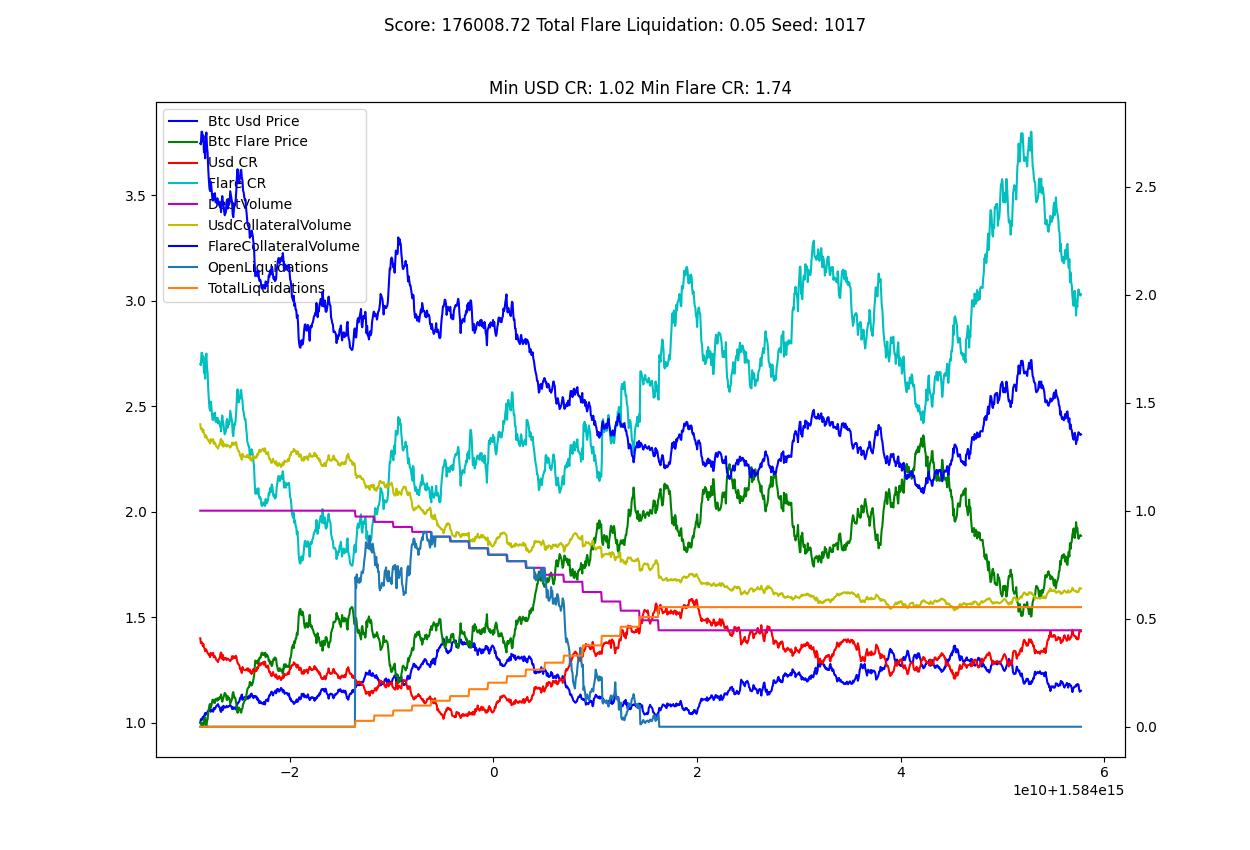 Score: 176008.72 Total Flare Liquidation: 0.05 Seed: 1017
Min USD CR: 1.02 Min Flare CR: 1.74
Btc Usd Price
Btc Flare Price
Usd CR
Flare CR
DebtVolume
UsdCollateralVolume
FlareCollateralVolume
OpenLiquidations
TotalLiquidations
3.5
3.0
2.5
2.0
1.5
1.0
2.5
2.0
1.5
1.0
0.5
0.0
−2 0 2 4 6
1e10+1.584e15